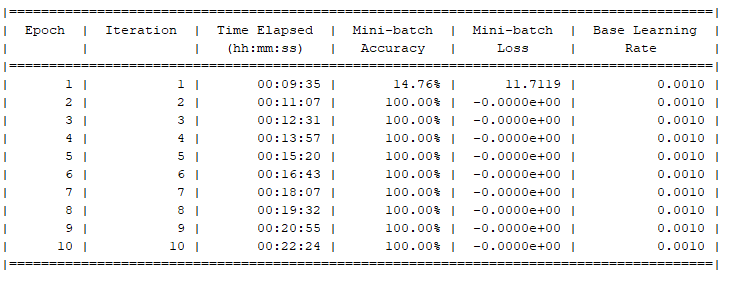 |========================================================================================|
| Epoch | Iteration | Time Elapsed | Mini-batch | Mini-batch | Base Learning |
| | | (hh:mm:ss) | Accuracy | Loss | Rate |
|========================================================================================|
| 1 | 1 | 00:09:35 | 14.76% | 11.7119 | 0.0010 |
| 2 | 2 | 00:11:07 | 100.00% | -0.0000e+00 | 0.0010 |
| 3 | 3 | 00:12:31 | 100.00% | -0.0000e+00 | 0.0010 |
| 4 | 4 | 00:13:57 | 100.00% | -0.0000e+00 | 0.0010 |
| 5 | 5 | 00:15:20 | 100.00% | -0.0000e+00 | 0.0010 |
| 6 | 6 | 00:16:43 | 100.00% | -0.0000e+00 | 0.0010 |
| 7 | 7 | 00:18:07 | 100.00% | -0.0000e+00 | 0.0010 |
| 8 | 8 | 00:19:32 | 100.00% | -0.0000e+00 | 0.0010 |
| 9 | 9 | 00:20:55 | 100.00% | -0.0000e+00 | 0.0010 |
| 10 | 10 | 00:22:24 | 100.00% | -0.0000e+00 | 0.0010 |
|========================================================================================|